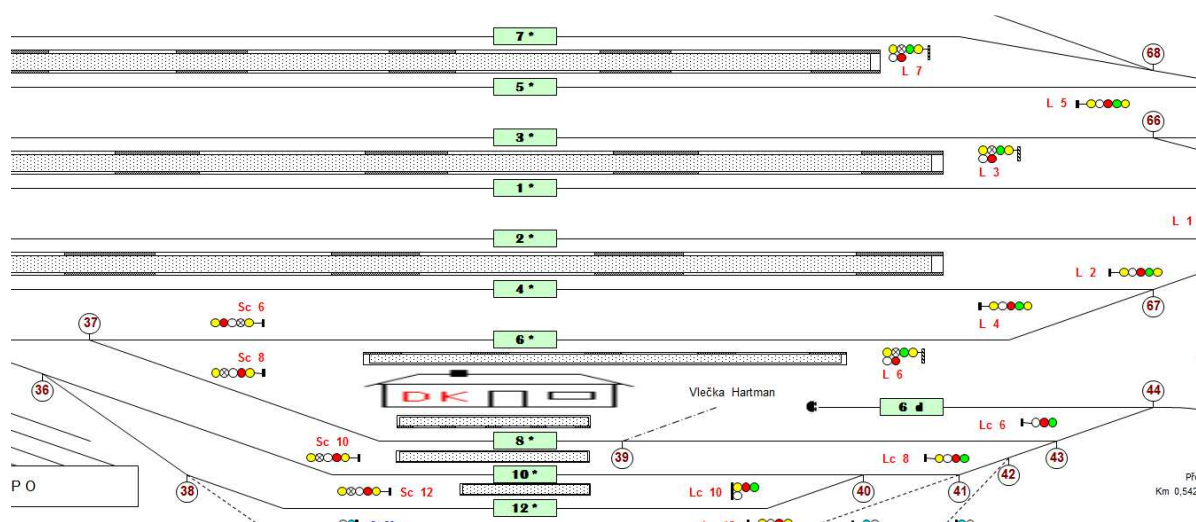 7 *
L 7
68
5 *
L 5
66
3 *
L 3
1 *
L 1
2 *
L 2
4 *
67
Sc 6
L 4
37
6 *
Sc 8
L 6
36
DK
Vlečka Hartman
6 d
44
Lc 6
8 *
39
43
Sc 10
Lc 8
42
10 *
P O
38
Sc 12
Lc 10
40
41
Př
Km 0,542
12 *